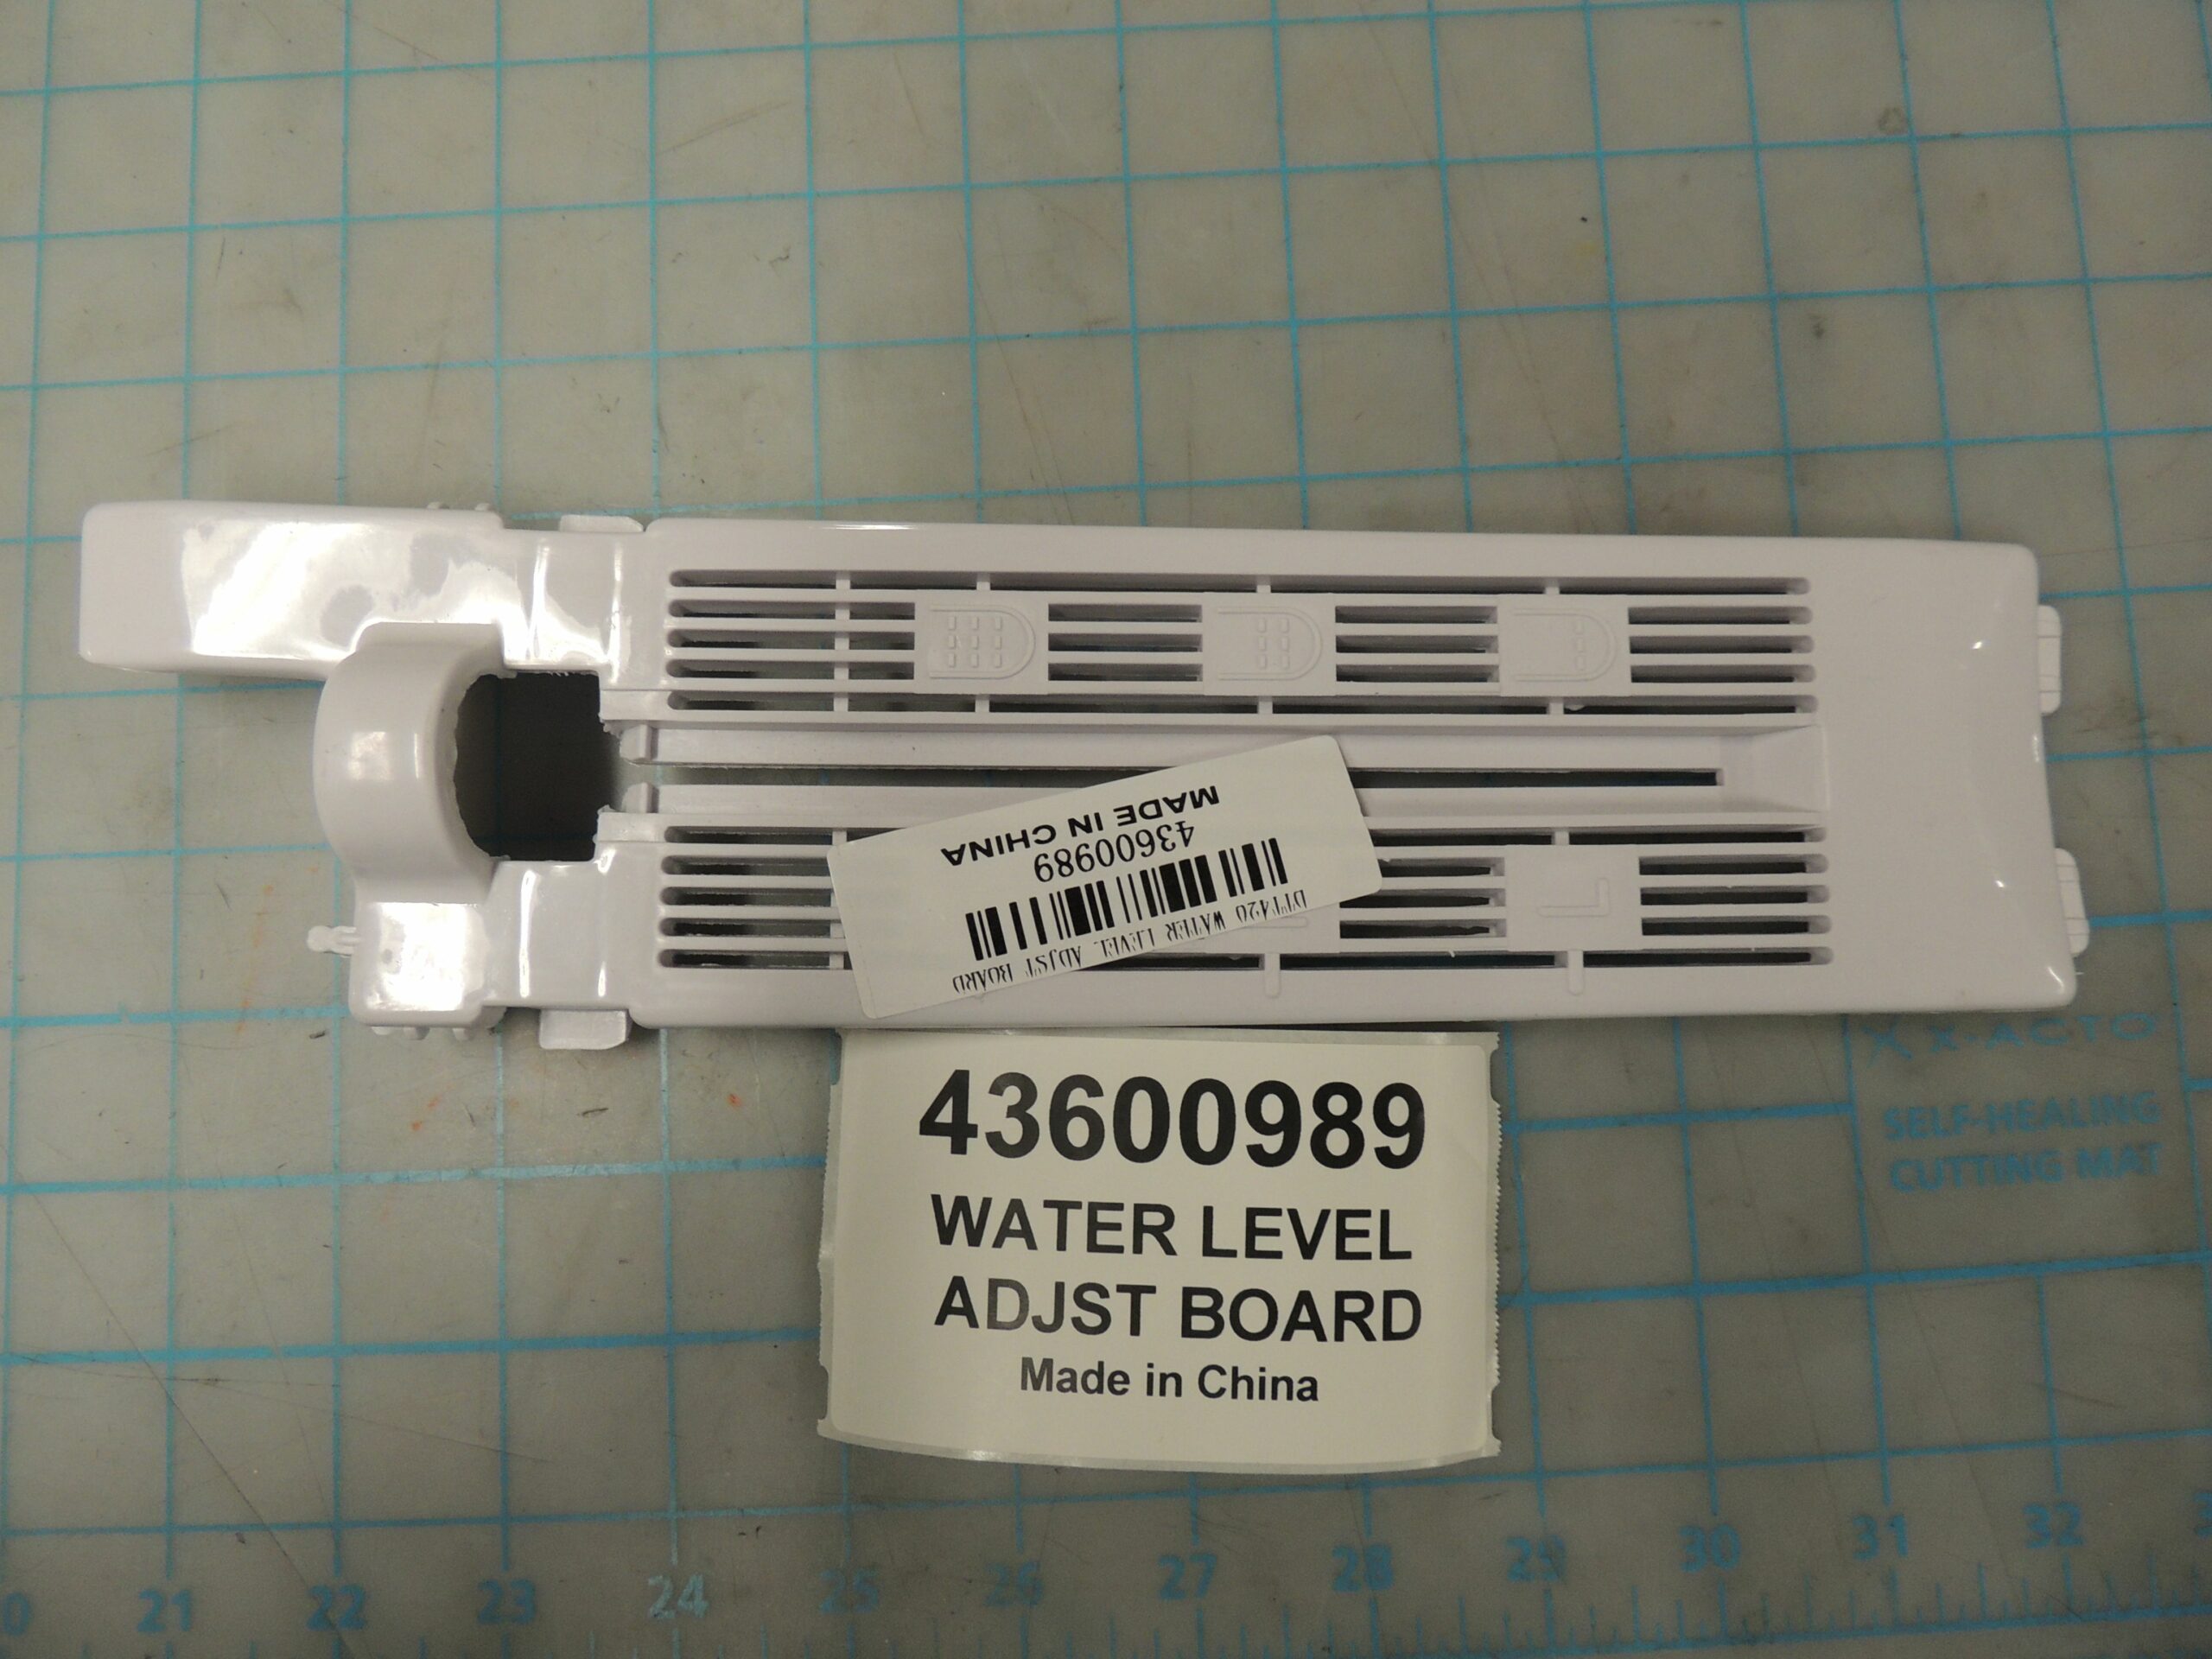 MADE IN CHINA
43600989
DTT420 WATER LEVEL ADJST BOARD
L
43600989
WATER LEVEL
ADJST BOARD
Made in China
X-ACTO
SELF-HEALING
CUTTING MAT
21 22 23 24 25 26 27 28 29 30 31 32